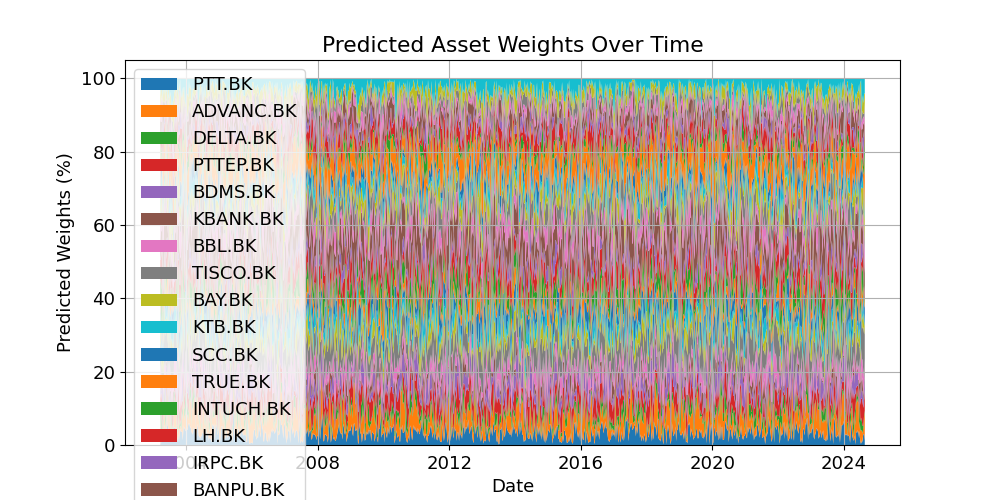 Predicted Asset Weights Over Time
Predicted Weights (%)
100
80
60
40
20
0
PTT.BK
ADVANC.BK
DELTA.BK
PTTEP.BK
BDMS.BK
KBANK.BK
BBL.BK
TISCO.BK
BAY.BK
KTB.BK
SCC.BK
TRUE.BK
INTUCH.BK
LH.BK
IRPC.BK
BANPU.BK
2008
2012
2016
2020
2024
Date